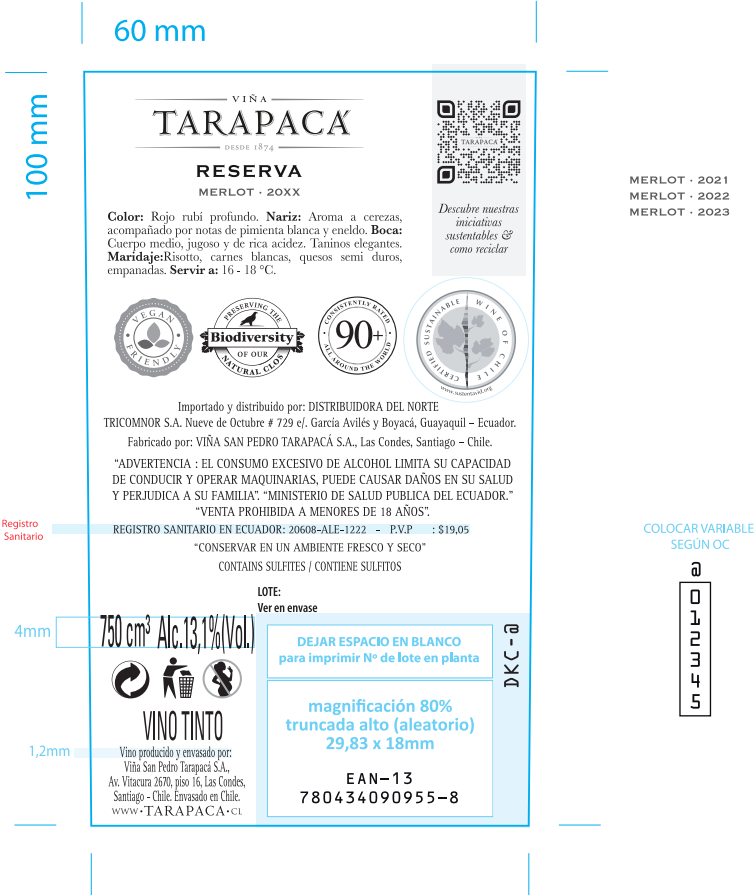 60 mm
100 mm
VIÑA
TARAPACÁ
DESDE 1874
RESERVA
MERLOT · 20XX
TARAPACÁ
Descubre nuestras
iniciativas
sustentables &
como reciclar
MERLOT · 2021
MERLOT · 2022
MERLOT · 2023
Color: Rojo rubí profundo. Nariz: Aroma a cerezas,
acompañado por notas de pimienta blanca y eneldo. Boca:
Cuerpo medio, jugoso y de rica acidez. Taninos elegantes.
Maridaje:Risotto, carnes blancas, quesos semi duros,
empanadas. Servir a: 16 - 18 °C.
VEGAN
FRIENDLY
PRESERVING THE
Biodiversity
OF OUR
NATURAL CLOS
CONSISTENTLY RATED
90+
ALL AROUND THE WORLD
CERTIFIED SUSTAINABLE
WINE OF CHILE
www.sustentavid.org
Importado y distribuido por: DISTRIBUIDORA DEL NORTE
TRICOMNOR S.A. Nueve de Octubre # 729 e/. García Avilés y Boyacá, Guayaquil – Ecuador.
Fabricado por: VIÑA SAN PEDRO TARAPACÁ S.A., Las Condes, Santiago – Chile.
“ADVERTENCIA : EL CONSUMO EXCESIVO DE ALCOHOL LIMITA SU CAPACIDAD
DE CONDUCIR Y OPERAR MAQUINARIAS, PUEDE CAUSAR DAÑOS EN SU SALUD
Y PERJUDICA A SU FAMILIA”. “MINISTERIO DE SALUD PUBLICA DEL ECUADOR.”
“VENTA PROHIBIDA A MENORES DE 18 AÑOS”.
Registro
Sanitario
REGISTRO SANITARIO EN ECUADOR: 20608-ALE-1222 - P.V.P : $19,05
“CONSERVAR EN UN AMBIENTE FRESCO Y SECO”
CONTAINS SULFITES / CONTIENE SULFITOS
COLOCAR VARIABLE
SEGÚN OC
@
012345
LOTE:
Ver en envase
4mm
750 cm³ Alc.13,1%(Vol.)
DEJAR ESPACIO EN BLANCO
para imprimir Nº de lote en planta
DKC-@
VINO TINTO
1,2mm
Vino producido y envasado por:
Viña San Pedro Tarapacá S.A.,
Av. Vitacura 2670, piso 16, Las Condes,
Santiago - Chile. Envasado en Chile.
WWW•TARAPACA•CL
magnificación 80%
truncada alto (aleatorio)
29,83 x 18mm
EAN–13
780434090955–8